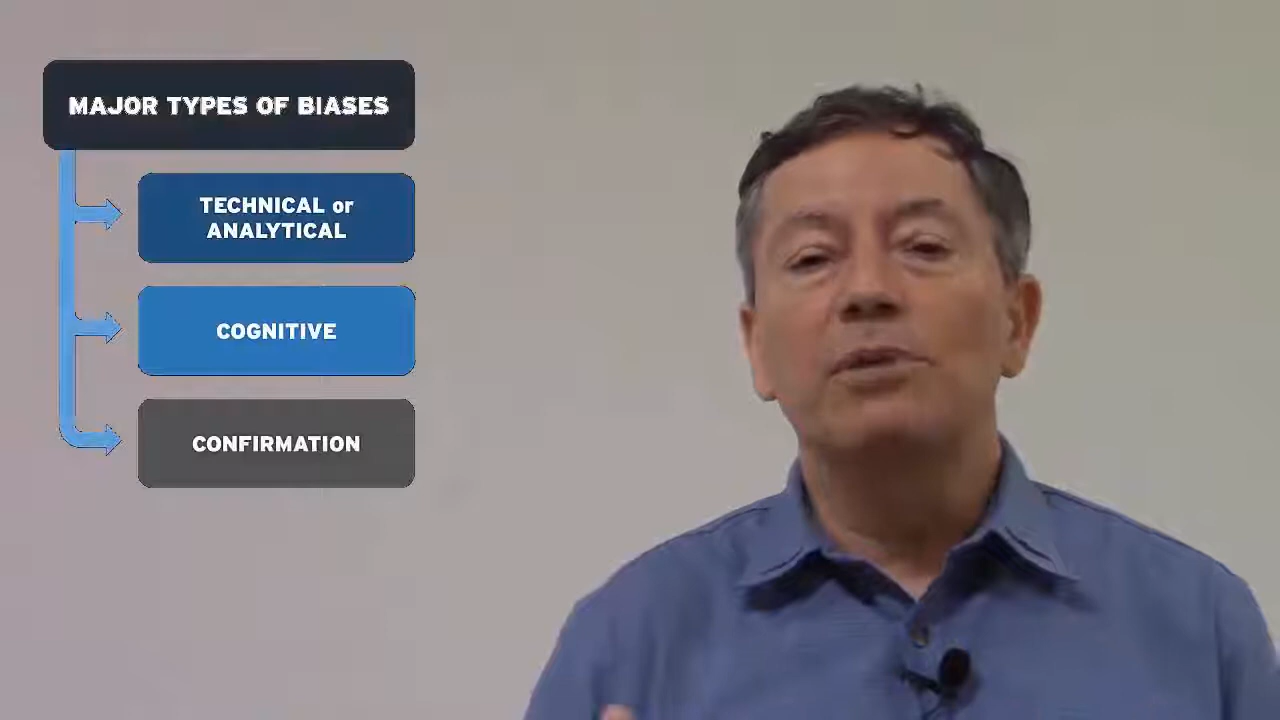 MAJOR TYPES OF BIASES
TECHNICAL or
ANALYTICAL
COGNITIVE
CONFIRMATION